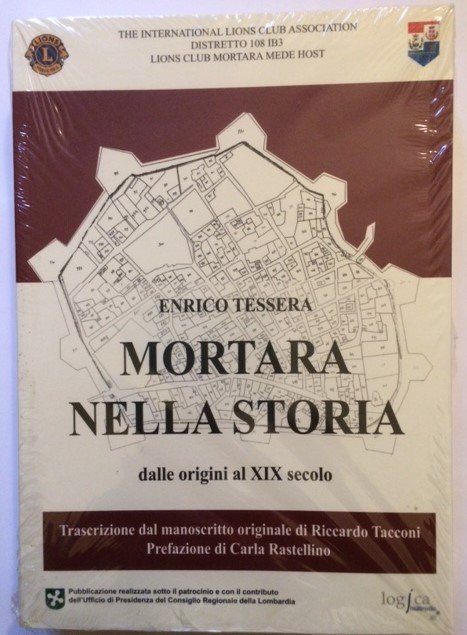 THE INTERNATIONAL LIONS CLUB ASSOCIATION
DISTRETTO 108 IB3
LIONS CLUB MORTARA MEDE HOST
LIONS
L
ENRICO TESSERA
MORTARA
NELLA STORIA
dalle origini al XIX secolo
Trascrizione dal manoscritto originale di Riccardo Tacconi
Prefazione di Carla Rastellino
Pubblicazione realizzata sotto il patrocinio e con il contributo
dell'Ufficio di Presidenza del Consiglio Regionale della Lombardia
logica